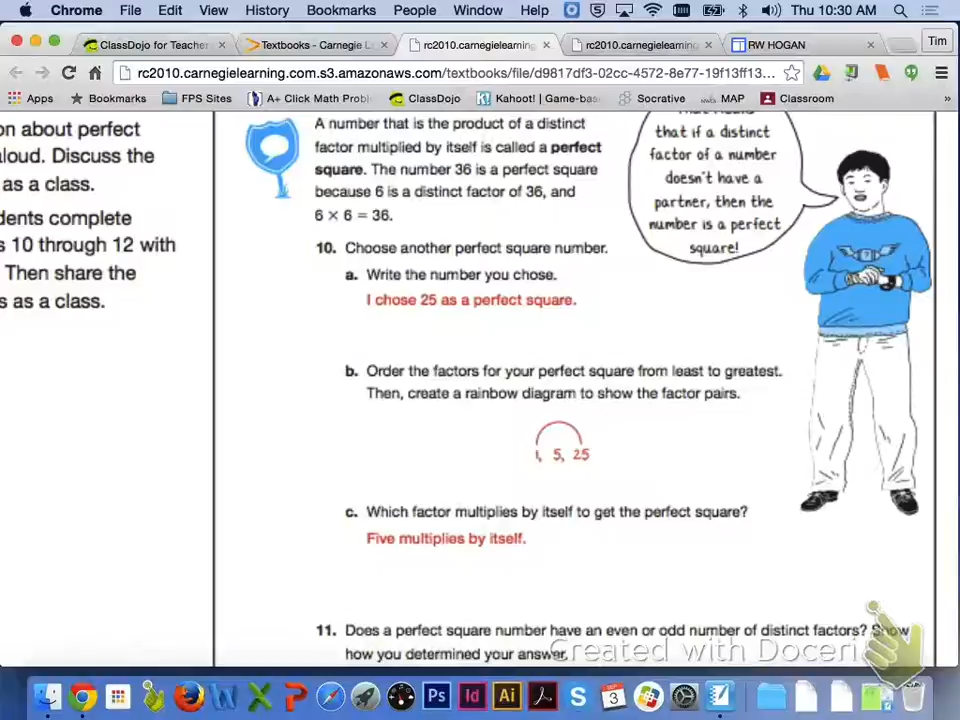 Chrome File Edit View History Bookmarks People Window Help Thu 10:30 AM
ClassDojo for Teacher
Textbooks - Carnegie L
rc2010.carnegielearning
rc2010.carnegielearning.
RW HOGAN
Tim
rc2010.carnegielearning.com.s3.amazonaws.com/textbooks/file/d9817df3-02cc-4572-8e77-19f13ff13...
Apps Bookmarks FPS Sites A+ Click Math Probl ClassDojo Kahoot! (Game-bas Socrative MAP Classroom »
on about perfect
aloud. Discuss the
as a class.
dents complete
s 10 through 12 with
Then share the
s as a class.
A number that is the product of a distinct
factor multiplied by itself is called a perfect
square. The number 36 is a perfect square
because 6 is a distinct factor of 36, and
6 × 6 = 36.
that if a distinct
factor of a number
doesn't have a
partner, then the
number is a perfect
square!
?
10. Choose another perfect square number.
a. Write the number you chose.
I chose 25 as a perfect square.
b. Order the factors for your perfect square from least to greatest.
Then, create a rainbow diagram to show the factor pairs.
1, 5, 25
c. Which factor multiplies by itself to get the perfect square?
Five multiplies by itself.
11. Does a perfect square number have an even or odd number of distinct factors? Show
how you determined your answer.
Created with Doceri
W X P Ps Id Ai S SEP 3